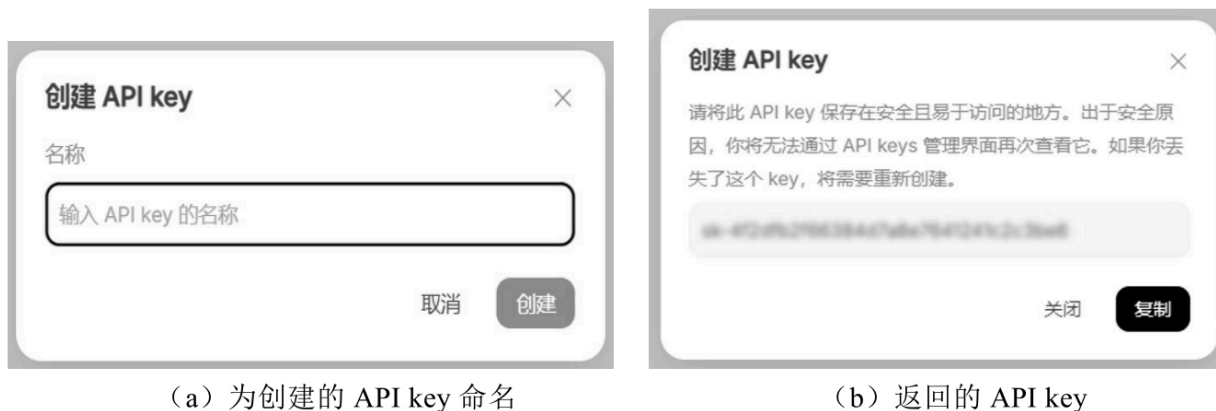 创建 API key
名称
输入 API key 的名称
取消
创建
（a）为创建的 API key 命名
创建 API key
请将此 API key 保存在安全且易于访问的地方。出于安全原
因，你将无法通过 API keys 管理界面再次查看它。如果你丢
失了这个 key，将需要重新创建。
关闭
复制
（b）返回的 API key